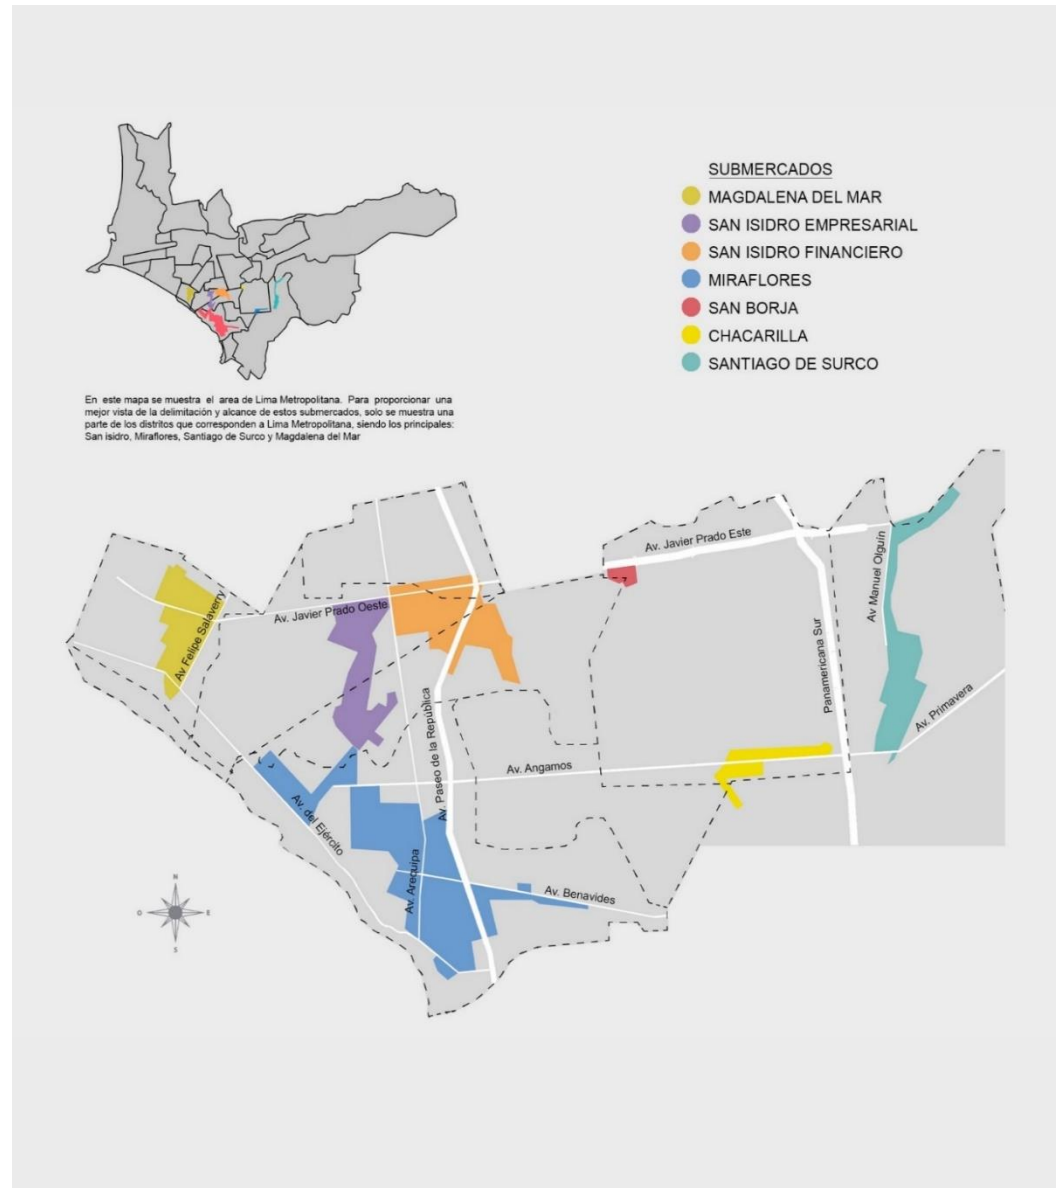 SUBMERCADOS
MAGDALENA DEL MAR
SAN ISIDRO EMPRESARIAL
SAN ISIDRO FINANCIERO
MIRAFLORES
SAN BORJA
CHACARILLA
SANTIAGO DE SURCO
En este mapa se muestra el area de Lima Metropolitana. Para proporcionar una
mejor vista de la delimitación y alcance de estos submercados, solo se muestra una
parte de los distritos que corresponden a Lima Metropolitana, siendo los principales:
San isidro, Miraflores, Santiago de Surco y Magdalena del Mar
Av. Javier Prado Este
Av Manuel Olguín
Av. Javier Prado Oeste
Av Felipe Salaverry
Panamericana Sur
Av. Primavera
Av. Paseo de la República
Av. Angamos
Av. del Ejército
Av. Arequipa
Av. Benavides
N
O
E
S